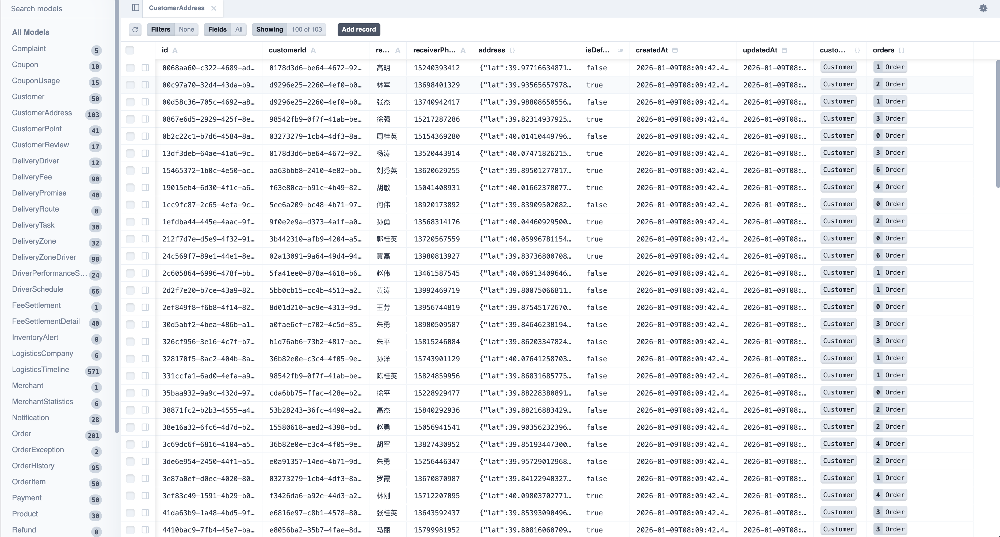 Search models
All Models
Complaint 5
Coupon 10
CouponUsage 15
Customer 50
CustomerAddress 103
CustomerPoint 41
CustomerReview 17
DeliveryDriver 12
DeliveryFee 90
DeliveryPromise 40
DeliveryRoute 8
DeliveryTask 30
DeliveryZone 32
DeliveryZoneDriver 98
DriverPerformanceS... 24
DriverSchedule 66
FeeSettlement 1
FeeSettlementDetail 40
InventoryAlert 0
LogisticsCompany 6
LogisticsTimeline 571
Merchant 1
MerchantStatistics 6
Notification 28
Order 201
OrderException 2
OrderHistory 95
OrderItem 50
Payment 50
Product 30
Refund 0
CustomerAddress
Filters None Fields All Showing 100 of 103 Add record
id A customerId A re... A receiverPh... A address {} isDef... createdAt updatedAt custo... {} orders []
0068aa60-c322-4689-ad… 0178d3d6-be64-4672-92… 高明 15240393412 {"lat":39.97716634871… false 2026-01-09T08:09:42.4… 2026-01-09T08:… Customer 1 Order
00c97a70-32d4-43da-b9… d9296e25-2260-4ef0-b0… 林军 13698401329 {"lat":39.93565657978… true 2026-01-09T08:09:42.4… 2026-01-09T08:… Customer 2 Order
00d58c36-705c-4692-a8… d9296e25-2260-4ef0-b0… 张杰 13740942417 {"lat":39.98808650556… false 2026-01-09T08:09:42.4… 2026-01-09T08:… Customer 1 Order
0867e6d5-2929-425f-8e… 98542fb9-0f7f-41ab-be… 徐强 15217287286 {"lat":39.82314937925… true 2026-01-09T08:09:42.4… 2026-01-09T08:… Customer 3 Order
0b2c22c1-b7d6-4584-8a… 03273279-1cb4-4df3-8a… 周桂英 15154369280 {"lat":40.01410449796… false 2026-01-09T08:09:42.4… 2026-01-09T08:… Customer 0 Order
13df3deb-64ae-41a6-9c… 0178d3d6-be64-4672-92… 杨涛 13520443914 {"lat":40.07471826215… true 2026-01-09T08:09:42.4… 2026-01-09T08:… Customer 3 Order
15465372-1b0c-4e50-ac… aa63bbb8-2410-4e82-bb… 刘秀英 13620629255 {"lat":39.89501277817… true 2026-01-09T08:09:42.4… 2026-01-09T08:… Customer 6 Order
19015eb4-6d30-4f1c-a6… f63e80ca-b91c-4b49-82… 胡敏 15041408931 {"lat":40.01662378077… true 2026-01-09T08:09:42.4… 2026-01-09T08:… Customer 4 Order
1cc9fc87-2c65-4efa-9c… 5ee6a209-bc48-4b71-97… 何伟 18920173892 {"lat":39.83909502082… false 2026-01-09T08:09:42.4… 2026-01-09T08:… Customer 0 Order
1efdba44-445e-4aac-9f… 9f0e2e9a-d373-4a1f-a0… 孙勇 13568314176 {"lat":40.04460929500… true 2026-01-09T08:09:42.4… 2026-01-09T08:… Customer 2 Order
212f7d7e-d5e9-4f32-91… 3b442310-afb9-4204-a5… 郭桂英 13720567559 {"lat":40.05996781154… true 2026-01-09T08:09:42.4… 2026-01-09T08:… Customer 0 Order
24c569f7-89e1-44e1-8e… 02a13091-9a64-49d4-94… 黄磊 13980813927 {"lat":39.83736800708… true 2026-01-09T08:09:42.4… 2026-01-09T08:… Customer 6 Order
2c605864-6996-478f-bb… 5fa41ee0-878a-4618-b6… 赵伟 13461587545 {"lat":40.06913409646… false 2026-01-09T08:09:42.4… 2026-01-09T08:… Customer 1 Order
2d2f7e20-b7ce-43a9-82… 5bb0cb15-cc4b-4513-a2… 黄涛 13992469719 {"lat":39.80075066811… false 2026-01-09T08:09:42.4… 2026-01-09T08:… Customer 1 Order
2ef849f8-f6b8-4f14-82… 8d01d210-ac9e-4313-9d… 王芳 13956744819 {"lat":39.87545172670… false 2026-01-09T08:09:42.4… 2026-01-09T08:… Customer 0 Order
30d5abf2-4bea-486b-a1… a0fae6cf-c702-4c5d-85… 朱勇 18980509587 {"lat":39.84646238194… false 2026-01-09T08:09:42.4… 2026-01-09T08:… Customer 3 Order
326cf956-3e16-4c7f-b7… b1d76ab6-73b2-4817-ae… 朱平 15815246084 {"lat":39.86203347824… false 2026-01-09T08:09:42.4… 2026-01-09T08:… Customer 3 Order
328170f5-8ac2-404b-8a… 36b82e0e-c3c4-4f05-9e… 孙洋 15743901129 {"lat":40.07641258703… false 2026-01-09T08:09:42.4… 2026-01-09T08:… Customer 1 Order
331ccfa1-6ad0-4efa-a9… 98542fb9-0f7f-41ab-be… 陈桂英 15824859956 {"lat":39.86831685775… false 2026-01-09T08:09:42.4… 2026-01-09T08:… Customer 1 Order
35baa932-9a9c-432d-97… cda6bb75-ffac-428e-b2… 徐平 15228929477 {"lat":39.88228380891… false 2026-01-09T08:09:42.4… 2026-01-09T08:… Customer 0 Order
38871fc2-b2b3-4555-a4… 53b28243-36fc-4490-a2… 高杰 15840292936 {"lat":39.88216883429… false 2026-01-09T08:09:42.4… 2026-01-09T08:… Customer 2 Order
38e16a32-6fc6-4d7d-b2… 15580618-aed2-4398-bd… 赵勇 15056941541 {"lat":39.90356232396… false 2026-01-09T08:09:42.4… 2026-01-09T08:… Customer 2 Order
3c69dc6f-6816-4104-a5… 36b82e0e-c3c4-4f05-9e… 胡军 13827430952 {"lat":39.85193447300… false 2026-01-09T08:09:42.4… 2026-01-09T08:… Customer 4 Order
3de6e954-2450-44f1-a5… e0a91357-14ed-4b71-9d… 朱勇 15256446347 {"lat":39.95729012968… false 2026-01-09T08:09:42.4… 2026-01-09T08:… Customer 2 Order
3e87a0ef-d0ec-4020-80… 03273279-1cb4-4df3-8a… 罗霞 13670870987 {"lat":39.84122940327… false 2026-01-09T08:09:42.4… 2026-01-09T08:… Customer 1 Order
3ef83c49-1591-4b29-b0… f3426da6-a92e-44d3-a2… 林刚 15712207095 {"lat":40.09803702771… true 2026-01-09T08:09:42.4… 2026-01-09T08:… Customer 4 Order
41da63b9-1a48-4bd5-9f… e6816e97-c8b1-4578-80… 张桂英 13643592437 {"lat":39.85393090496… true 2026-01-09T08:09:42.4… 2026-01-09T08:… Customer 3 Order
4410bac9-7fb4-45e7-ba… e8056ba2-35b7-4fae-8d… 马丽 15799981952 {"lat":39.80816060709… true 2026-01-09T08:09:42.4… 2026-01-09T08:… Customer 3 Order